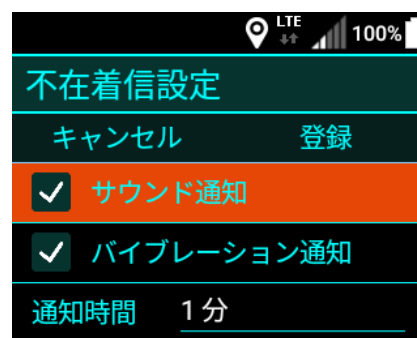 LTE 100%
不在着信設定
キャンセル 登録
サウンド通知
バイブレーション通知
通知時間 1分